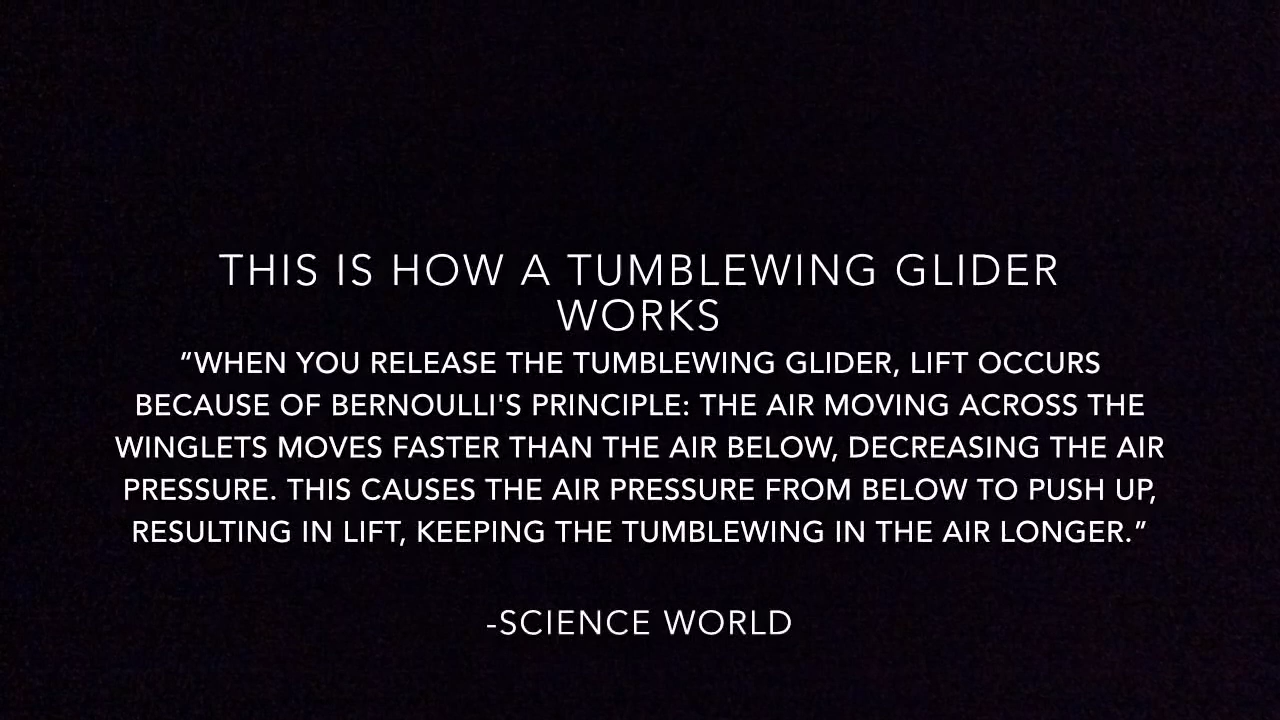 THIS IS HOW A TUMBLEWING GLIDER
WORKS
"WHEN YOU RELEASE THE TUMBLEWING GLIDER, LIFT OCCURS
BECAUSE OF BERNOULLI'S PRINCIPLE: THE AIR MOVING ACROSS THE
WINGLETS MOVES FASTER THAN THE AIR BELOW, DECREASING THE AIR
PRESSURE. THIS CAUSES THE AIR PRESSURE FROM BELOW TO PUSH UP,
RESULTING IN LIFT, KEEPING THE TUMBLEWING IN THE AIR LONGER."
-SCIENCE WORLD